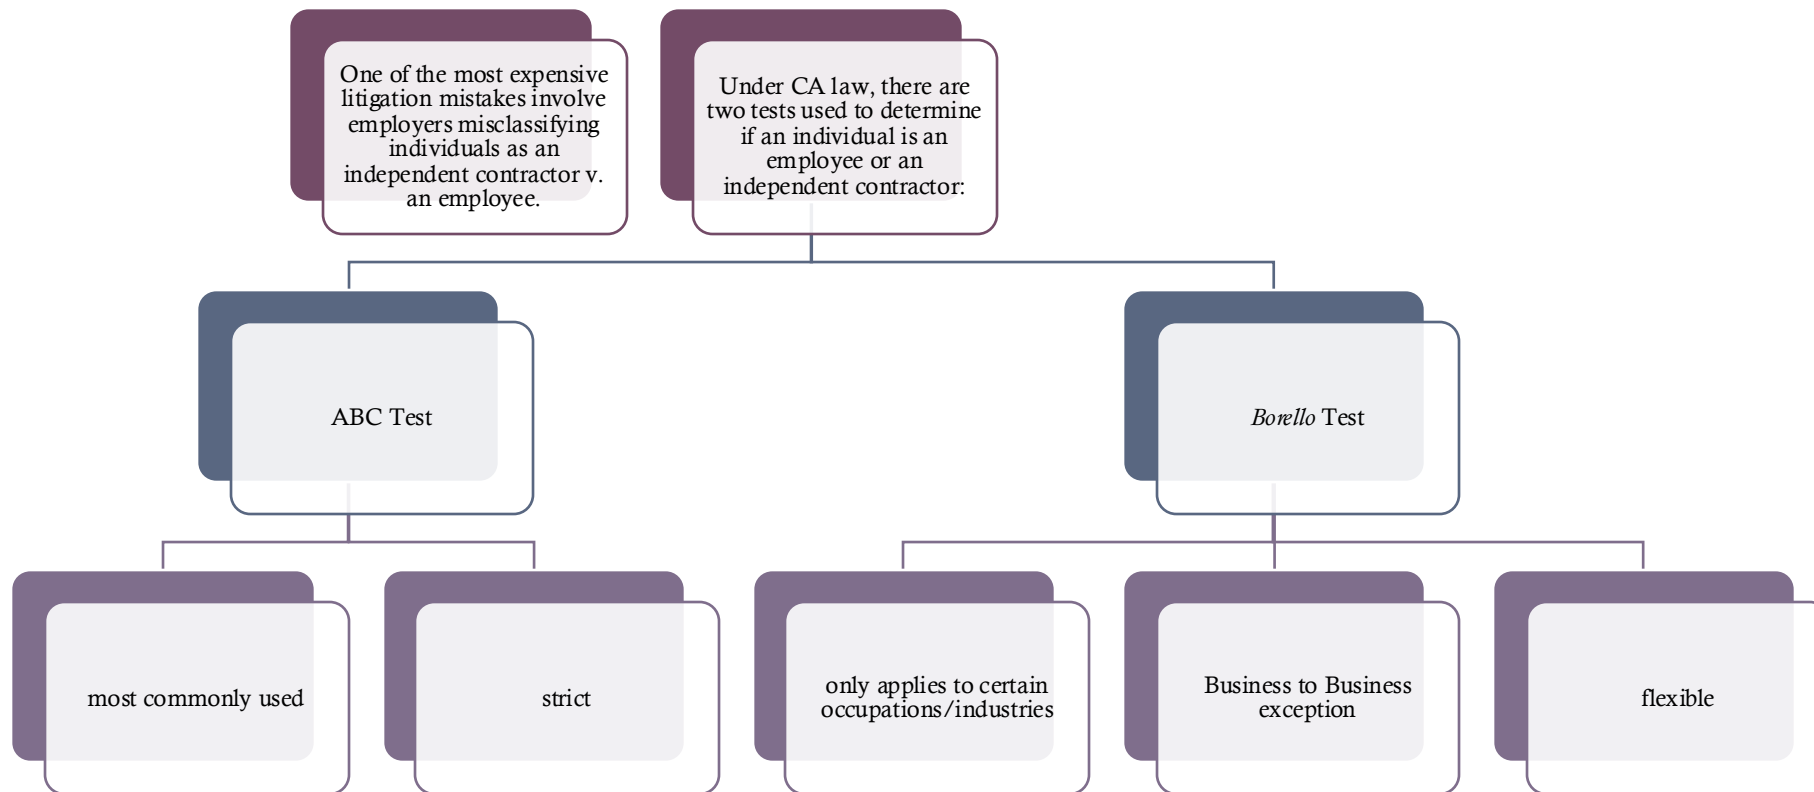 One of the most expensive
litigation mistakes involve
employers misclassifying
individuals as an
independent contractor v.
an employee.
Under CA law, there are
two tests used to determine
if an individual is an
employee or an
independent contractor:
ABC Test
Borello Test
most commonly used
strict
only applies to certain
occupations/industries
Business to Business
exception
flexible